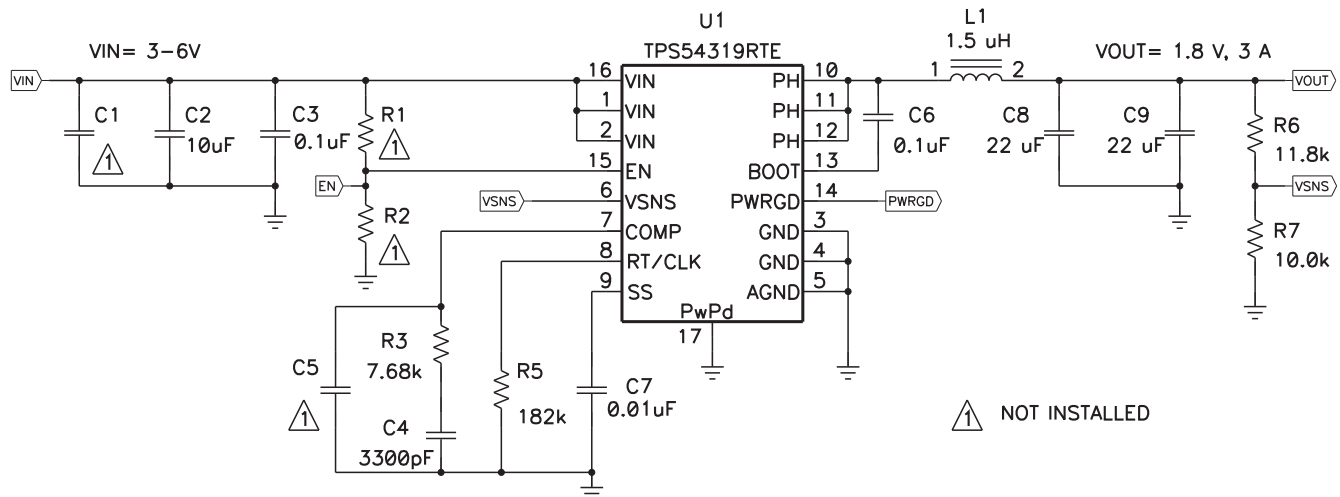 U1
TPS54319RTE
L1
1.5 uH
VIN= 3-6V
VOUT= 1.8 V, 3 A
VIN
VOUT
16 VIN
1 VIN
2 VIN
15 EN
6 VSNS
7 COMP
8 RT/CLK
9 SS
PwPd
17
PH 10
PH 11
PH 12
BOOT 13
PWRGD 14
GND 3
GND 4
AGND 5
1 2
C1
1
C2
10uF
C3
0.1uF
R1
1
EN
R2
1
VSNS
C6
0.1uF
PWRGD
C8
22 uF
C9
22 uF
R6
11.8k
VSNS
R7
10.0k
C5
1
R3
7.68k
C4
3300pF
R5
182k
C7
0.01uF
1 NOT INSTALLED